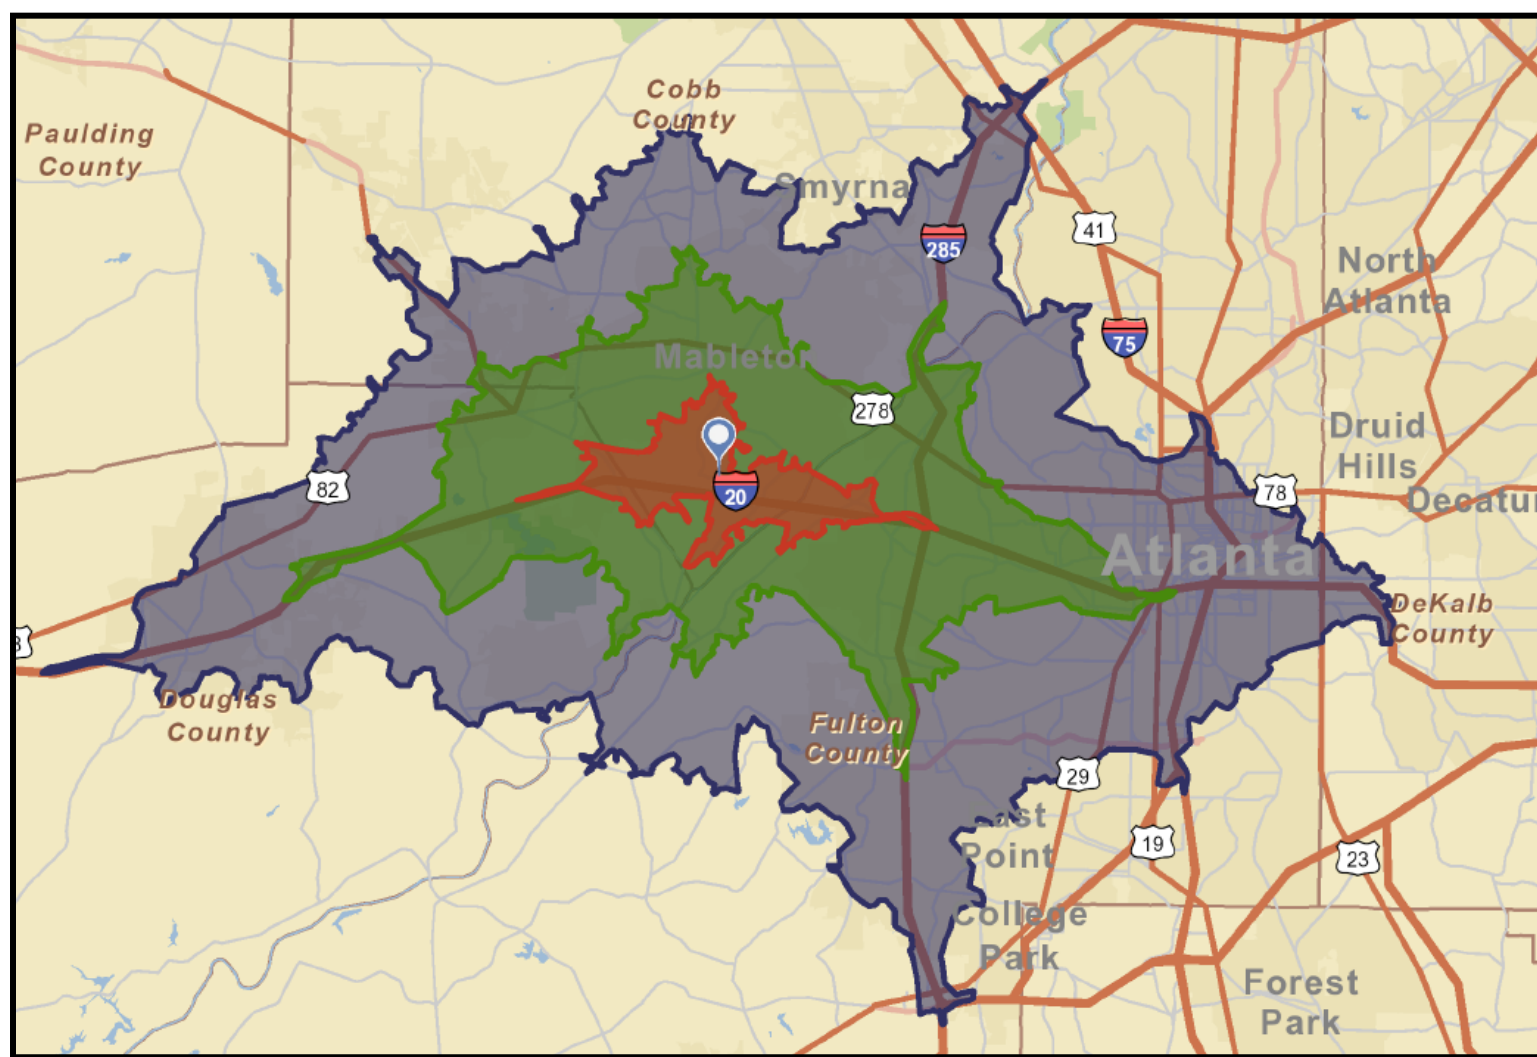 Cobb
County
Paulding
County
Smyrna
41
285
North
Atlanta
75
Mableton
278
Druid
Hills
82
20
78
Decatur
Atlanta
DeKalb
County
Douglas
County
Fulton
County
29
East
Point
19
23
College
Park
Forest
Park